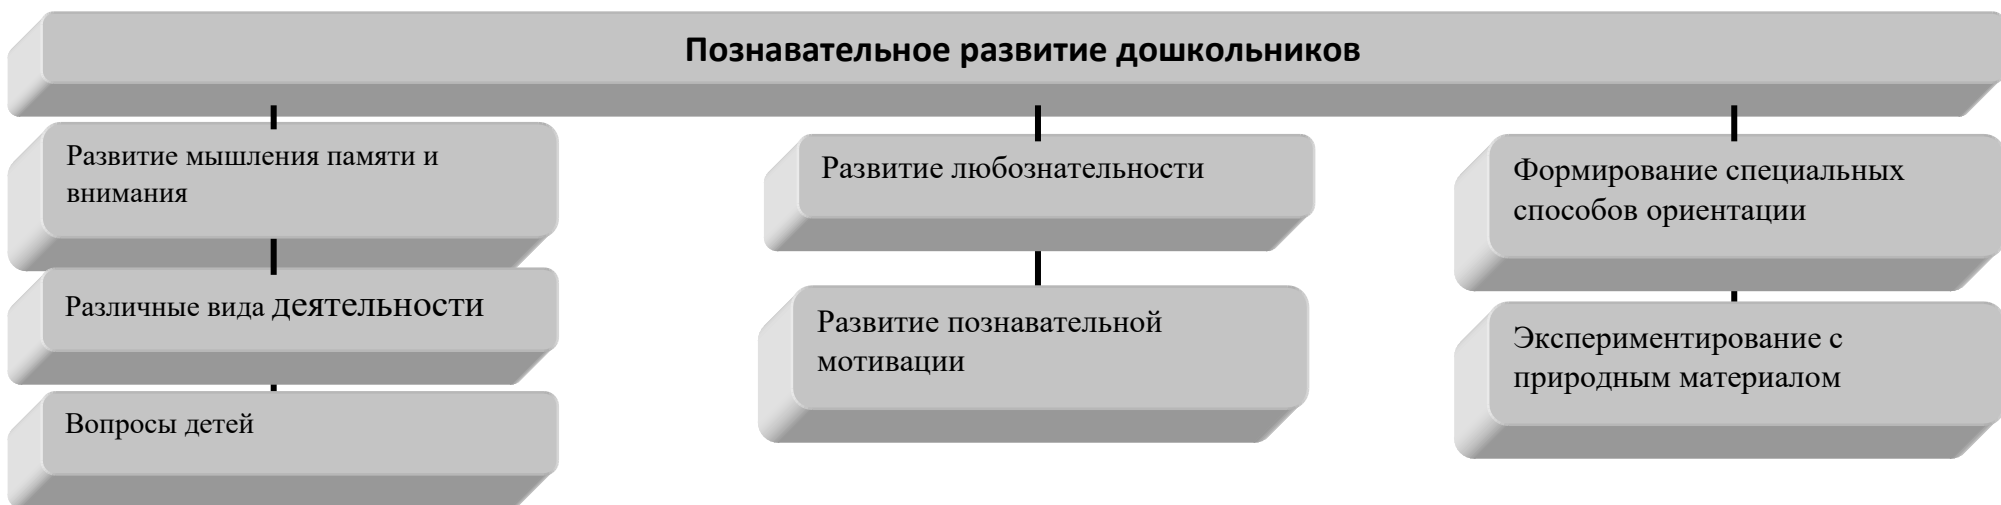 Познавательное развитие дошкольников
Развитие мышления памяти и
внимания
Различные вида деятельности
Вопросы детей
Развитие любознательности
Развитие познавательной
мотивации
Формирование специальных
способов ориентации
Экспериментирование с
природным материалом